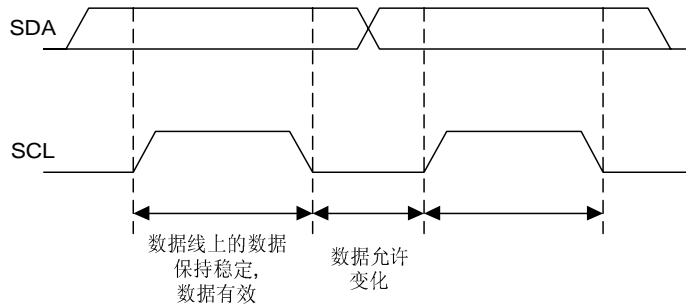 SDA
SCL
数据线上的数据
保持稳定,
数据有效
数据允许
变化